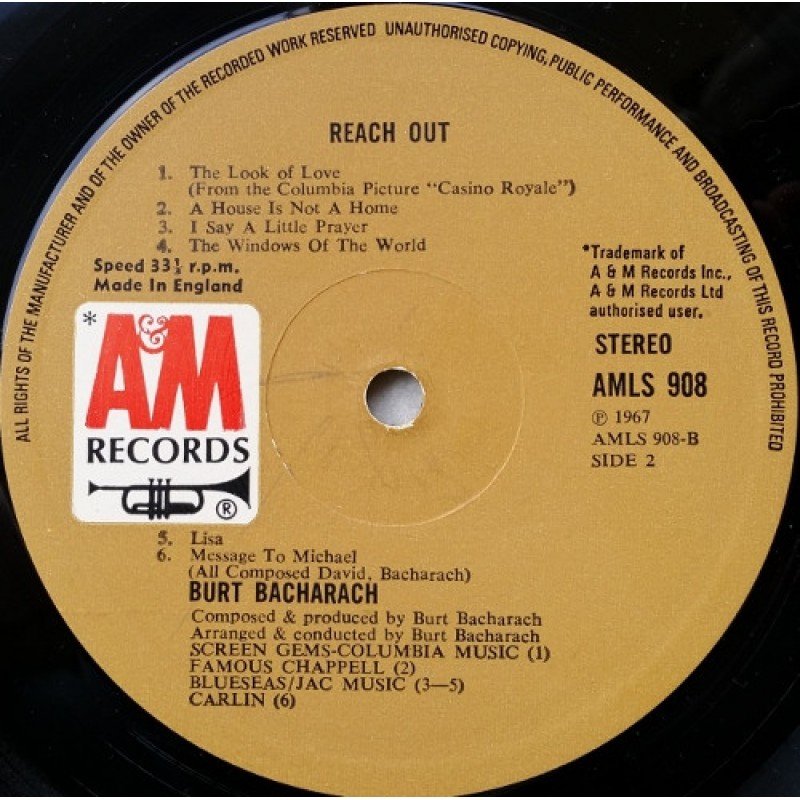 ALL RIGHTS OF THE MANUFACTURER AND OF THE OWNER OF THE RECORDED WORK RESERVED UNAUTHORISED COPYING, PUBLIC PERFORMANCE AND BROADCASTING OF THIS RECORD PROHIBITED
REACH OUT
1. The Look of Love
(From the Columbia Picture "Casino Royale")
2. A House Is Not A Home
3. I Say A Little Prayer
4. The Windows Of The World
Speed 33⅓ r.p.m.
Made In England
*Trademark of
A & M Records Inc.,
A & M Records Ltd
authorised user.
* A&M
RECORDS
®
STEREO
AMLS 908
℗ 1967
AMLS 908-B
SIDE 2
5. Lisa
6. Message To Michael
(All Composed David, Bacharach)
BURT BACHARACH
Composed & produced by Burt Bacharach
Arranged & conducted by Burt Bacharach
SCREEN GEMS-COLUMBIA MUSIC (1)
FAMOUS CHAPPELL (2)
BLUESEAS/JAC MUSIC (3—5)
CARLIN (6)